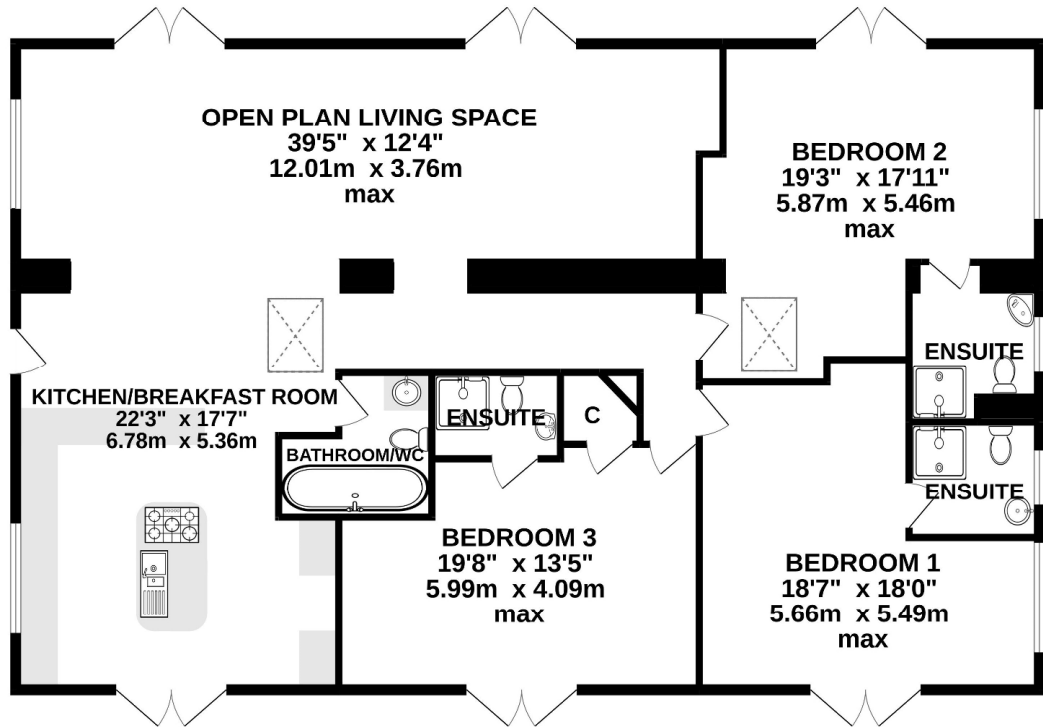 OPEN PLAN LIVING SPACE
39'5" x 12'4"
12.01m x 3.76m
max
BEDROOM 2
19'3" x 17'11"
5.87m x 5.46m
max
ENSUITE
KITCHEN/BREAKFAST ROOM
22'3" x 17'7"
6.78m x 5.36m
BATHROOM/WC
ENSUITE
C
ENSUITE
BEDROOM 3
19'8" x 13'5"
5.99m x 4.09m
max
BEDROOM 1
18'7" x 18'0"
5.66m x 5.49m
max